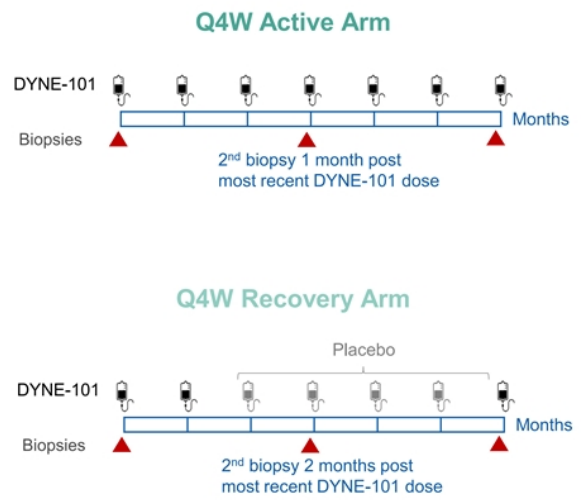 Q4W Active Arm
DYNE-101
Months
Biopsies
2nd biopsy 1 month post
most recent DYNE-101 dose
Q4W Recovery Arm
Placebo
DYNE-101
Months
Biopsies
2nd biopsy 2 months post
most recent DYNE-101 dose